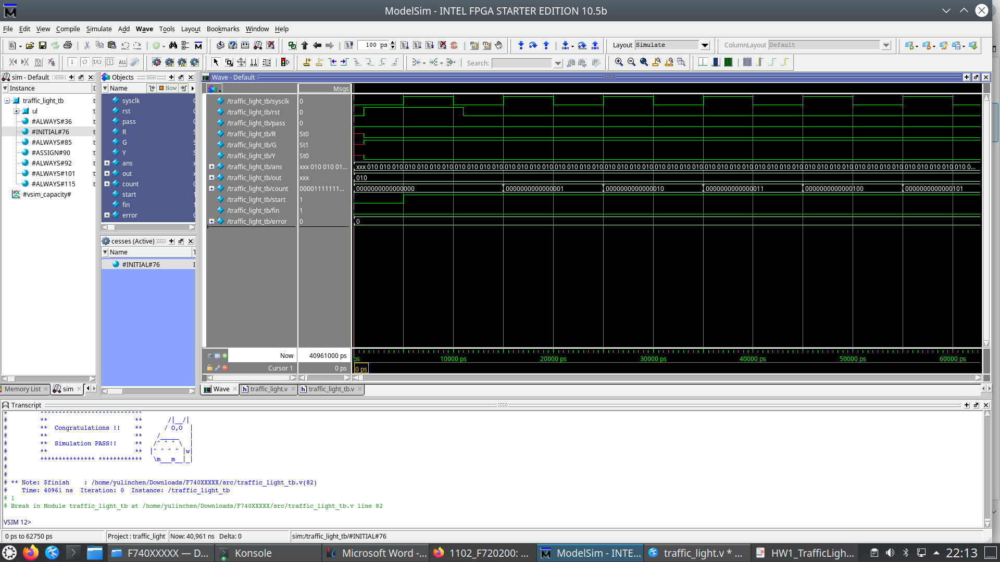 ModelSim - INTEL FPGA STARTER EDITION 10.5b
File Edit View Compile Simulate Add Wave Tools Layout Bookmarks Window Help
100 ps
Layout Simulate
ColumnLayout Default
Search:
sim - Default
Instance
traffic_light_tb t
ul t
#ALWAYS#36 t
#INITIAL#76 t
#ALWAYS#85 t
#ASSIGN#90 t
#ALWAYS#92 t
#ALWAYS#101 t
#ALWAYS#115 t
#vsim_capacity#
Memory List
sim
Objects
Name
Now
sysclk
rst
pass
R
G
Y
ans
out
count
start
fin
error
cesses (Active)
Name
#INITIAL#76
Wave - Default
Msgs
/traffic_light_tb/sysclk 0
/traffic_light_tb/rst 0
/traffic_light_tb/pass 0
/traffic_light_tb/R St0
/traffic_light_tb/G St1
/traffic_light_tb/Y St0
/traffic_light_tb/ans xxx 010 010 01... xxx 010 010 010 010 010 010 010 010 010 010 010 010 010 010 010 010 010 010 010 010 010 010 010 010 010 010 010 010 010 010 010 010 010 010 010 010 010 010 010 010 010 010 010 010 010 010 010 010 0...
/traffic_light_tb/out xxx 010
/traffic_light_tb/count 00001111111... 0000000000000000 0000000000000001 0000000000000010 0000000000000011 0000000000000100 0000000000000101
/traffic_light_tb/start 1
/traffic_light_tb/fin 1
/traffic_light_tb/error 0 0
Now 40961000 ps ps 10000 ps 20000 ps 30000 ps 40000 ps 50000 ps 60000 ps
Cursor 1 0 ps 0 ps
Wave traffic_light.v traffic_light_tb.v
Transcript
# ****************************
# ** ** /|__/|
# ** Congratulations !! ** / O,O |
# ** ** /_____ |
# ** Simulation PASS!! ** /^ ^ ^ \ |
# ** ** |^ ^ ^ ^ |w|
# *************** ************ \m___m__|_|
#
#
# ** Note: $finish : /home/yulinchen/Downloads/F740XXXXX/src/traffic_light_tb.v(82)
# Time: 40961 ns Iteration: 0 Instance: /traffic_light_tb
# 1
# Break in Module traffic_light_tb at /home/yulinchen/Downloads/F740XXXXX/src/traffic_light_tb.v line 82
VSIM 12>
0 ps to 62750 ps Project : traffic_light Now: 40,961 ns Delta: 0 sim:/traffic_light_tb/#INITIAL#76
F740XXXXX — D... Konsole Microsoft Word -... 1102_F720200: ... ModelSim - INTE... traffic_light.v * ... HW1_TrafficLigh... 22:13